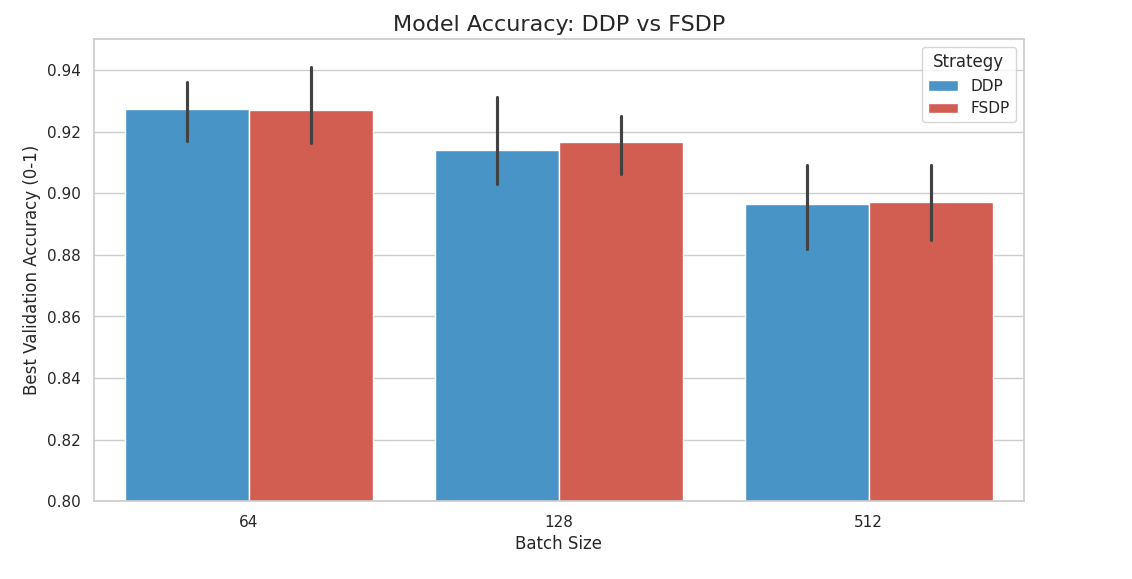 Model Accuracy: DDP vs FSDP
Best Validation Accuracy (0-1)
0.94
0.92
0.90
0.88
0.86
0.84
0.82
0.80
Strategy
DDP
FSDP
64
128
512
Batch Size